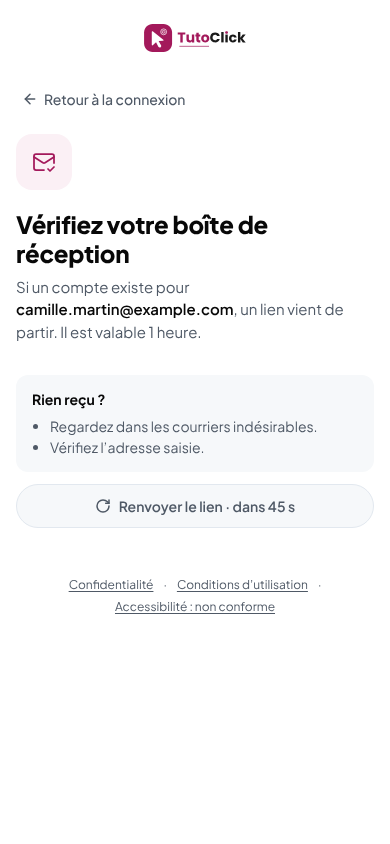 TutoClick
Retour à la connexion
Vérifiez votre boîte de
réception
Si un compte existe pour
camille.martin@example.com, un lien vient de
partir. Il est valable 1 heure.
Rien reçu ?
• Regardez dans les courriers indésirables.
• Vérifiez l’adresse saisie.
Renvoyer le lien · dans 45 s
Confidentialité · Conditions d’utilisation ·
Accessibilité : non conforme